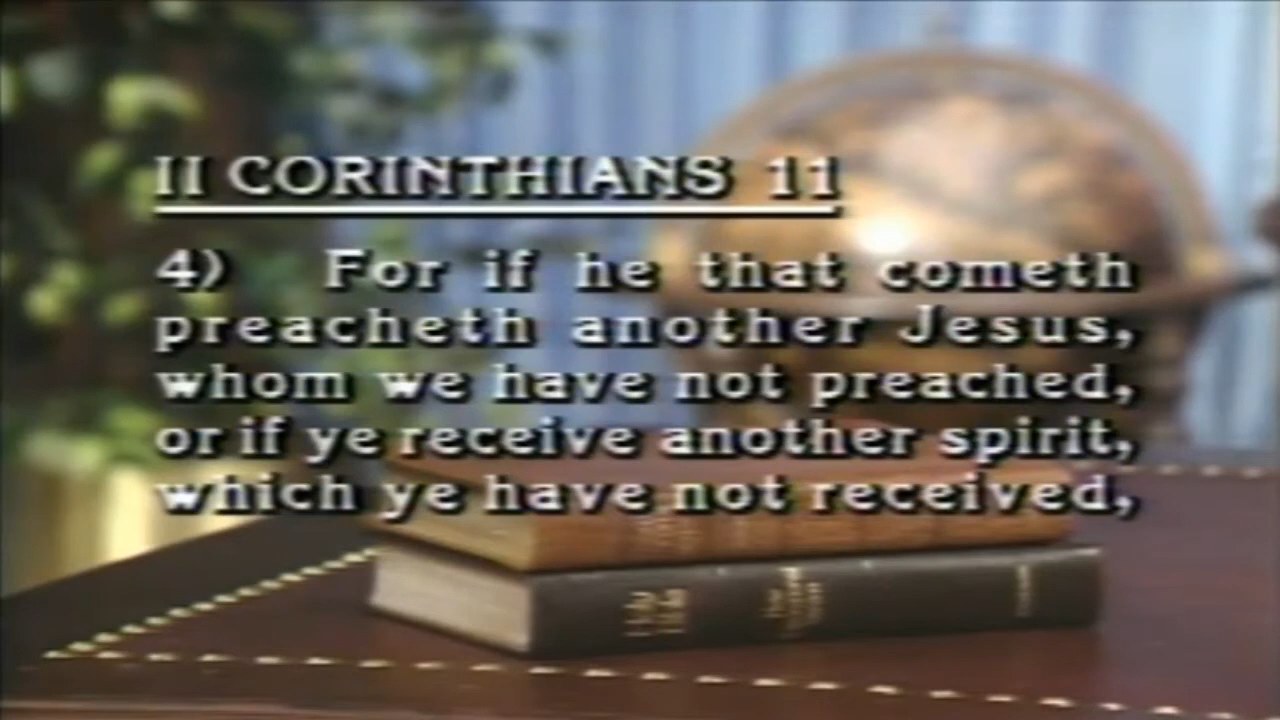 II CORINTHIANS 11
4) For if he that cometh
preacheth another Jesus,
whom we have not preached,
or if ye receive another spirit,
which ye have not received,